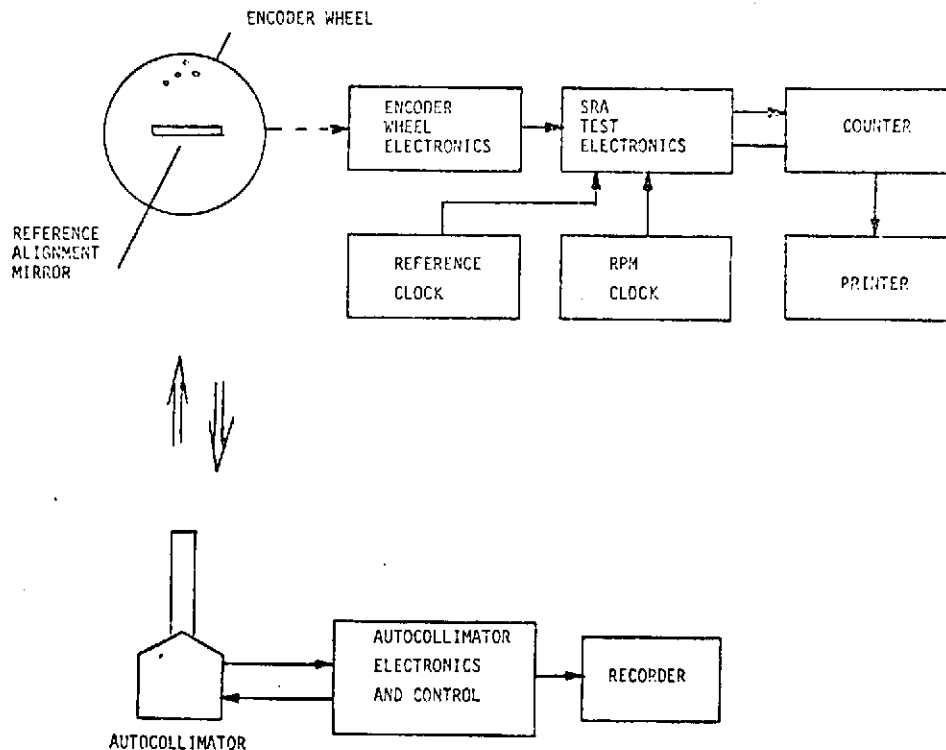 ENCODER WHEEL
ENCODER
WHEEL
ELECTRONICS
SRA
TEST
ELECTRONICS
COUNTER
REFERENCE
ALIGNMENT
MIRROR
REFERENCE
CLOCK
RPM
CLOCK
PRINTER
AUTOCOLLIMATOR
ELECTRONICS
AND CONTROL
RECORDER
AUTOCOLLIMATOR